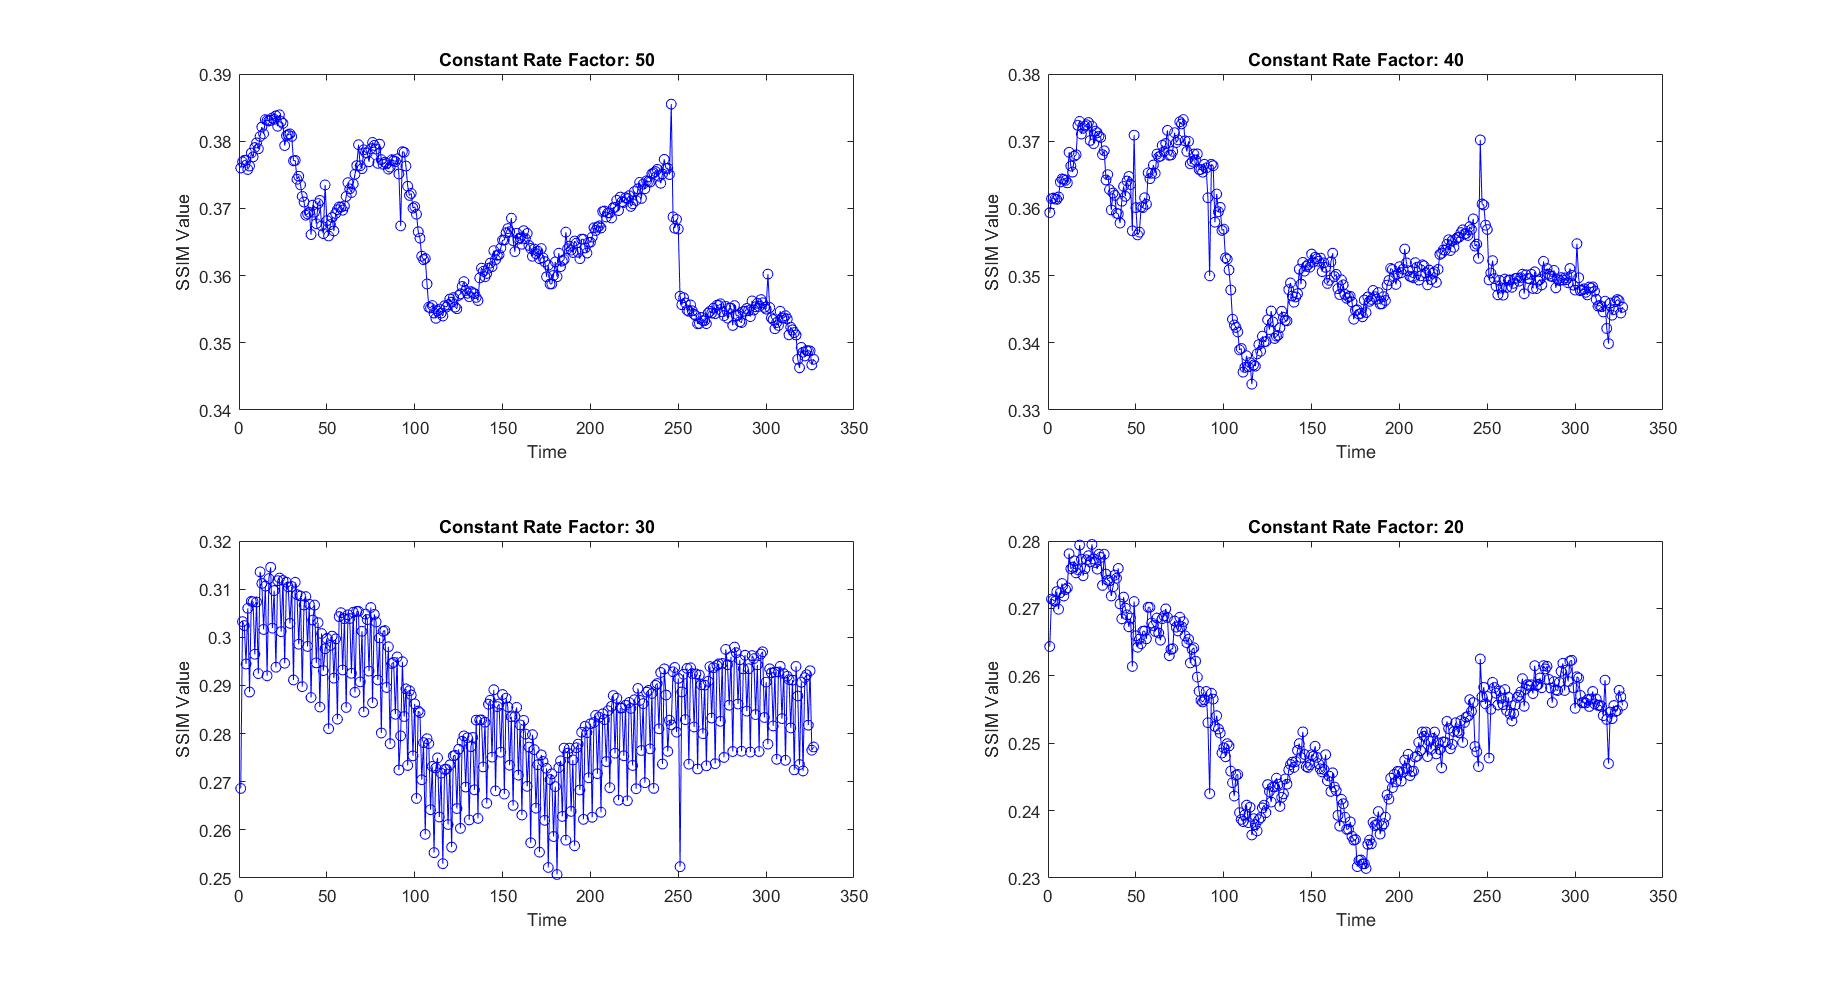 Constant Rate Factor: 50
0.39
0.38
0.37
0.36
0.35
0.34
SSIM Value
0 50 100 150 200 250 300 350
Time
Constant Rate Factor: 40
0.38
0.37
0.36
0.35
0.34
0.33
SSIM Value
0 50 100 150 200 250 300 350
Time
Constant Rate Factor: 30
0.32
0.31
0.3
0.29
0.28
0.27
0.26
0.25
SSIM Value
0 50 100 150 200 250 300 350
Time
Constant Rate Factor: 20
0.28
0.27
0.26
0.25
0.24
0.23
SSIM Value
0 50 100 150 200 250 300 350
Time